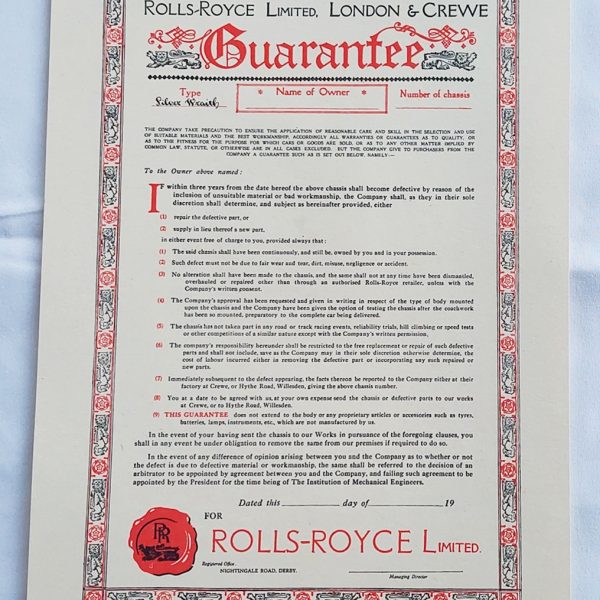 ROLLS-ROYCE LIMITED, LONDON & CREWE
Guarantee
Type
Silver Wraith
* Name of Owner *
Number of chassis
THE COMPANY TAKE PRECAUTION TO ENSURE THE APPLICATION OF REASONABLE CARE AND SKILL IN THE SELECTION AND USE
OF SUITABLE MATERIALS AND THE BEST WORKMANSHIP. ACCORDINGLY ALL WARRANTIES OR GUARANTEES AS TO QUALITY, OR
AS TO THE FITNESS FOR THE PURPOSE FOR WHICH CARS OR GOODS ARE SOLD, OR AS TO ANY OTHER MATTER IMPLIED BY
COMMON LAW, STATUTE, OR OTHERWISE ARE IN ALL CASES EXCLUDED. BUT THE COMPANY GIVE TO PURCHASERS FROM THE
COMPANY A GUARANTEE SUCH AS IS SET OUT BELOW, NAMELY:—
To the Owner above named:
IF within three years from the date hereof the above chassis shall become defective by reason of the
inclusion of unsuitable material or bad workmanship, the Company shall, as they in their sole
discretion shall determine, and subject as hereinafter provided, either
(1) repair the defective part, or
(2) supply in lieu thereof a new part,
in either event free of charge to you, provided always that:
(1) The said chassis shall have been continuously, and still be, owned by you and in your possession.
(2) Such defect must not be due to fair wear and tear, dirt, misuse, negligence or accident.
(3) No alteration shall have been made to the chassis, and the same shall not at any time have been dismantled,
overhauled or repaired other than through an authorised Rolls-Royce retailer, unless with the
Company's written consent.
(4) The Company's approval has been requested and given in writing in respect of the type of body mounted
upon the chassis and the Company have been given the option of testing the chassis after the coachwork
has been so mounted, preparatory to the complete car being delivered.
(5) The chassis has not taken part in any road or track racing events, reliability trials, hill climbing or speed tests
or other competitions of a similar nature except with the Company's written permission.
(6) The company's responsibility hereunder shall be restricted to the free replacement or repair of such defective
parts and shall not include, save as the Company may in their sole discretion otherwise determine, the
cost of labour incurred either in removing the defective part or incorporating any such repaired or
new parts.
(7) Immediately subsequent to the defect appearing, the facts thereon be reported to the Company either at their
factory at Crewe, or Hythe Road, Willesden, giving the above chassis number.
(8) You at a date to be agreed with us, at your own expense send the chassis or defective parts to our works
at Crewe, or to Hythe Road, Willesden.
(9) THIS GUARANTEE does not extend to the body or any proprietary articles or accessories such as tyres,
batteries, lamps, instruments, etc., which are not manufactured by us.
In the event of your having sent the chassis to our Works in pursuance of the foregoing clauses, you
shall in any event be under obligation to remove the same from our premises if required to do so.
In the event of any difference of opinion arising between you and the Company as to whether or not
the defect is due to defective material or workmanship, the same shall be referred to the decision of an
arbitrator to be appointed by agreement between you and the Company, and failing such agreement to be
appointed by the President for the time being of The Institution of Mechanical Engineers.
Dated this day of 19
FOR
RR
ROLLS-ROYCE LIMITED.
Registered Office.
NIGHTINGALE ROAD, DERBY.
Managing Director